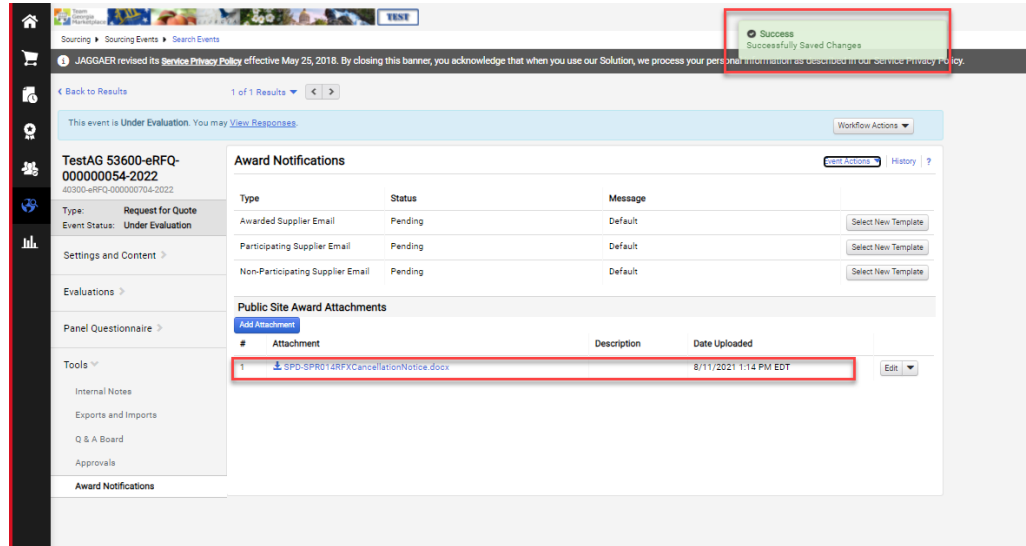 Team Georgia Marketplace
TEST
Sourcing Sourcing Events Search Events
Success
Successfully Saved Changes
JAGGAER revised its Service Privacy Policy effective May 25, 2018. By closing this banner, you acknowledge that when you use our Solution, we process your personal information as described in our Service Privacy Policy.
< Back to Results
1 of 1 Results < >
This event is Under Evaluation. You may View Responses.
Workflow Actions
TestAG 53600-eRFQ-
000000054-2022
40300-eRFQ-000000704-2022
Type: Request for Quote
Event Status: Under Evaluation
Settings and Content >
Evaluations >
Panel Questionnaire >
Tools
Internal Notes
Exports and Imports
Q & A Board
Approvals
Award Notifications
Award Notifications
Event Actions History ?
Type Status Message
Awarded Supplier Email Pending Default Select New Template
Participating Supplier Email Pending Default Select New Template
Non-Participating Supplier Email Pending Default Select New Template
Public Site Award Attachments
Add Attachment
# Attachment Description Date Uploaded
1 SPD-SPR014RFXCancellationNotice.docx 8/11/2021 1:14 PM EDT Edit